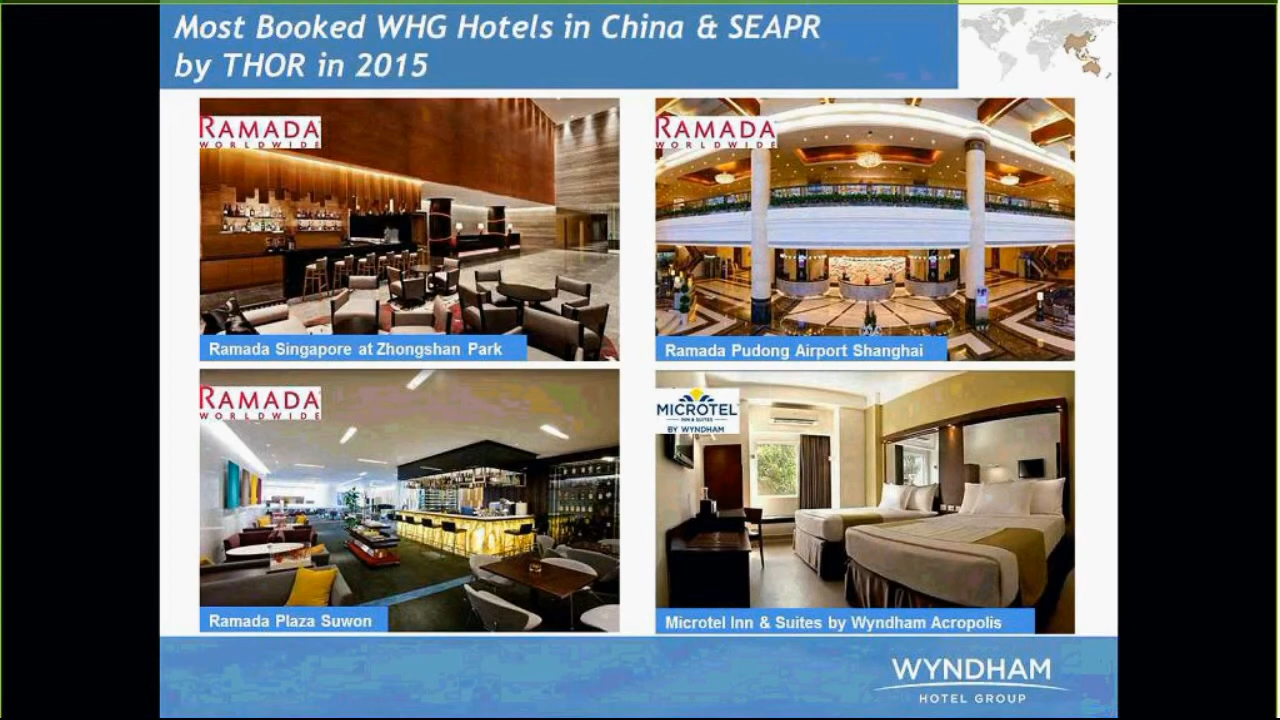 Most Booked WHG Hotels in China & SEAPR
by THOR in 2015
RAMADA
WORLDWIDE
Ramada Singapore at Zhongshan Park
RAMADA
WORLDWIDE
Ramada Pudong Airport Shanghai
RAMADA
WORLDWIDE
Ramada Plaza Suwon
MICROTEL
INN & SUITES
BY WYNDHAM
Microtel Inn & Suites by Wyndham Acropolis
WYNDHAM
HOTEL GROUP